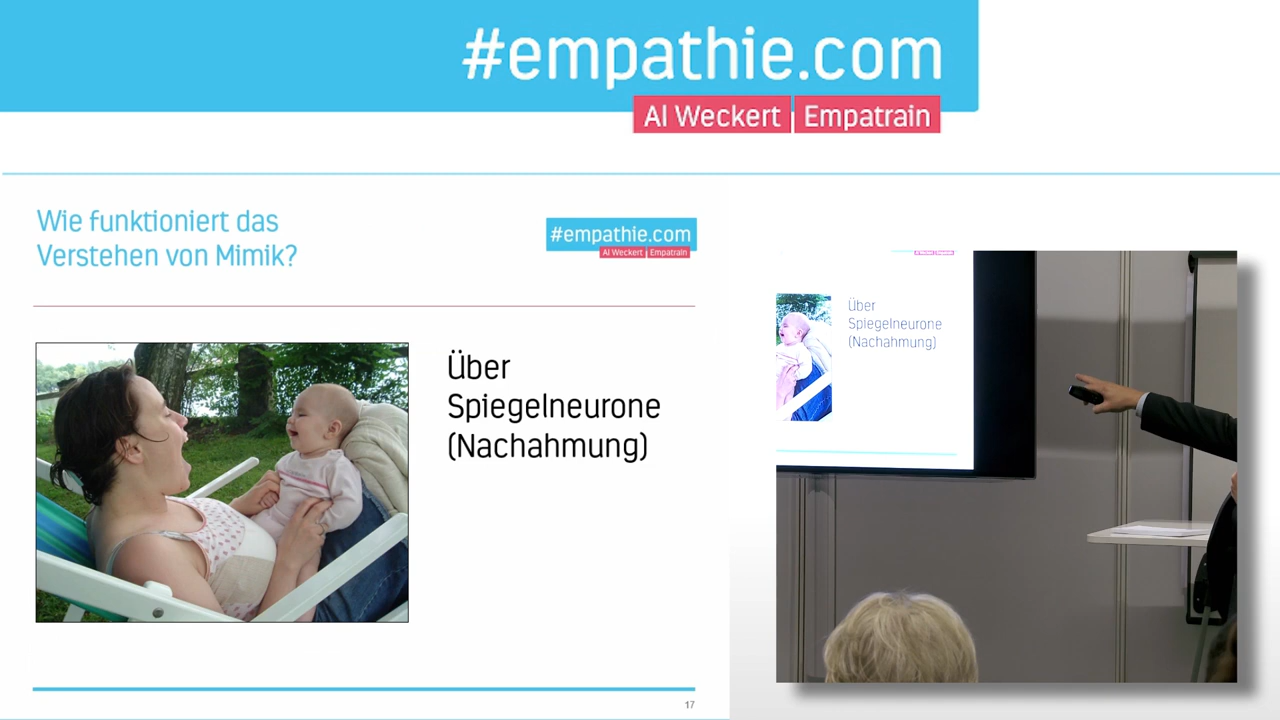 #empathie.com
Al Weckert Empatrain
Wie funktioniert das
Verstehen von Mimik?
#empathie.com
Al Weckert Empatrain
Über
Spiegelneurone
(Nachahmung)
17
Über
Spiegelneurone
(Nachahmung)